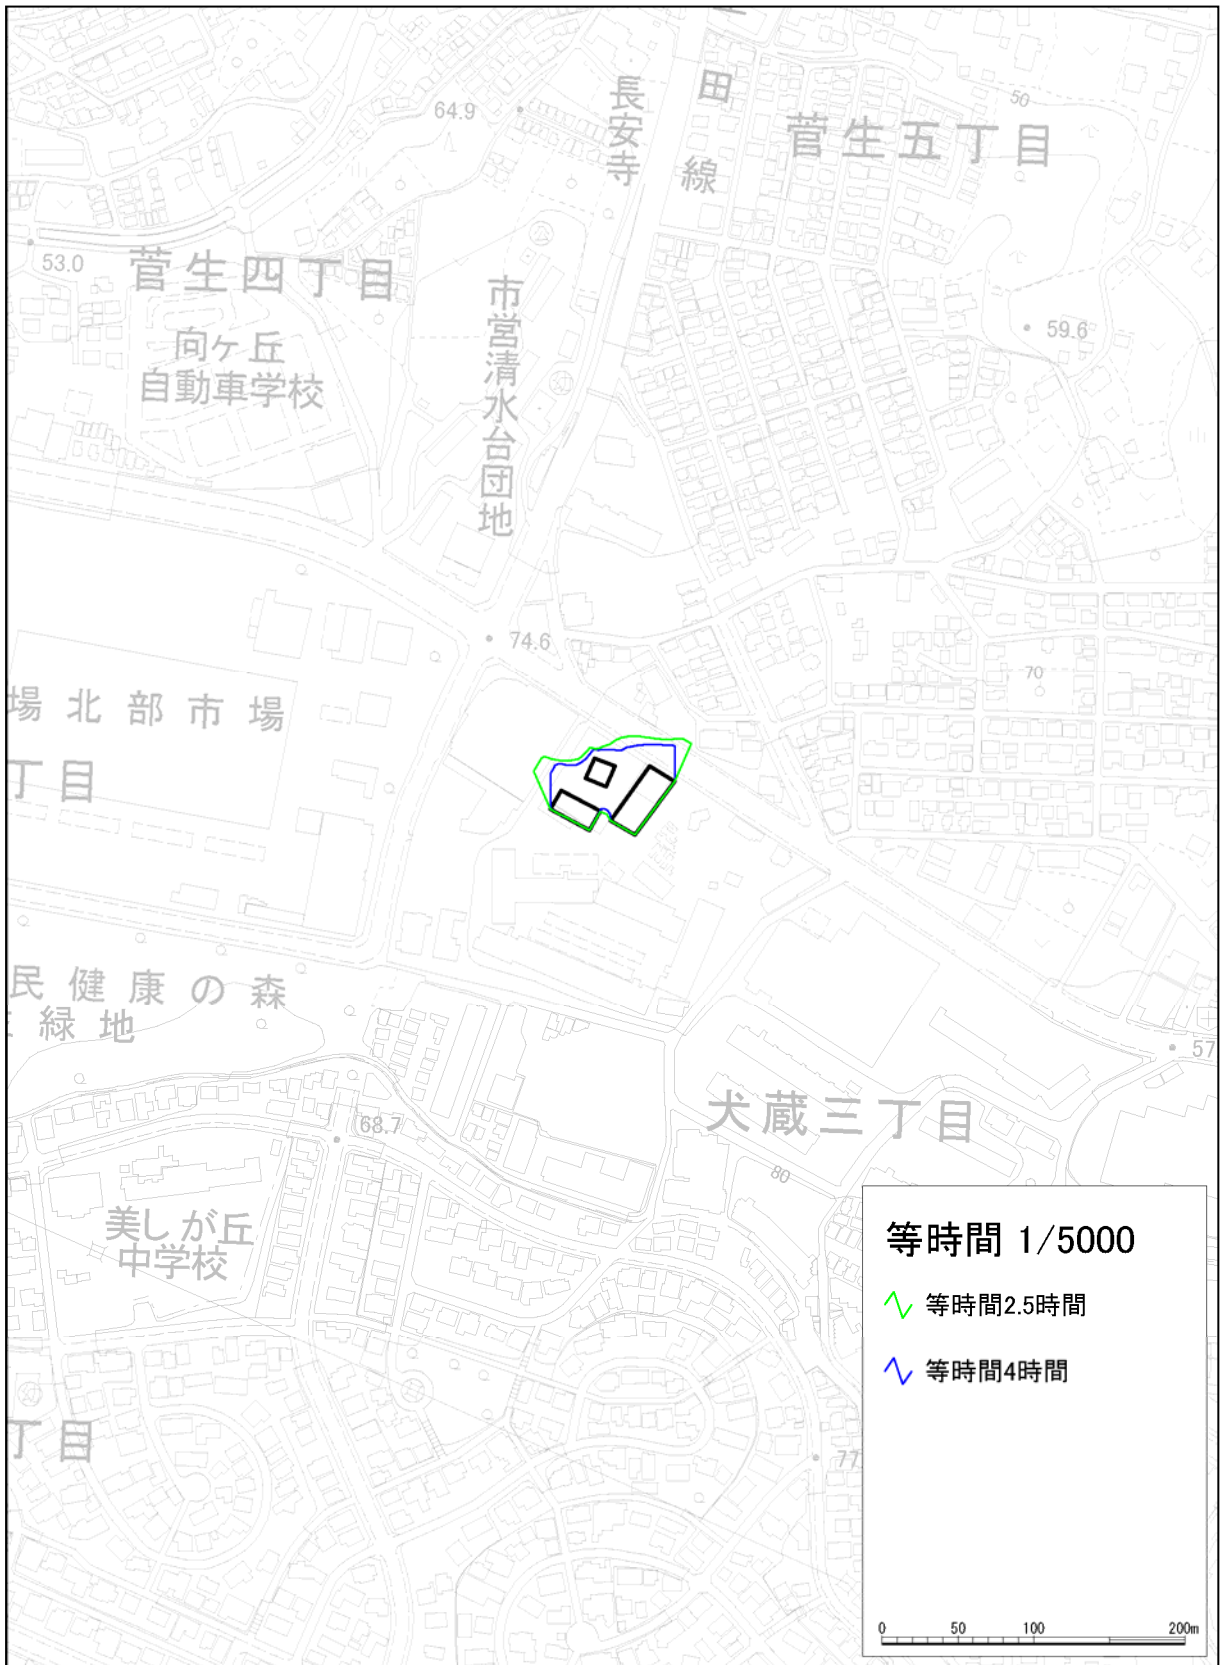 田
線
長安寺
64.9
50
菅生五丁目
53.0
菅生四丁目
市営清水台団地
59.6
向ヶ丘
自動車学校
74.6
70
場北部市場
丁目
民健康の森
緑地
57
68.7
犬蔵三丁目
80
美しが丘
中学校
丁目
77
等時間 1/5000
等時間2.5時間
等時間4時間
0 50 100 200m